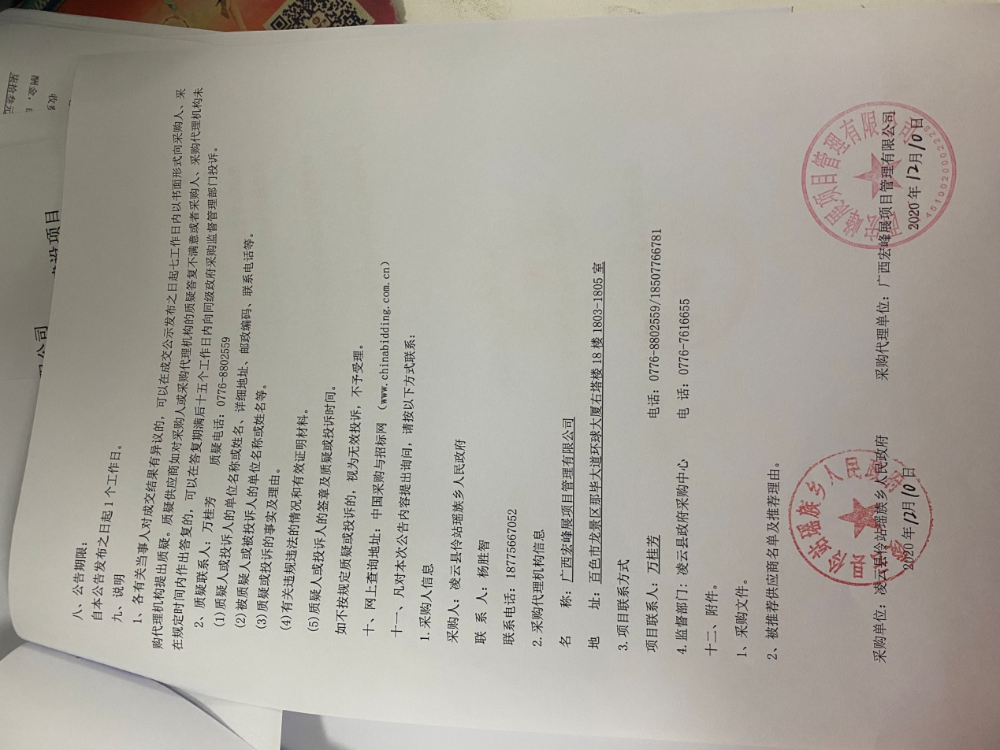 八、公告期限：
自本公告发布之日起1个工作日。
九、说明
1、各有关当事人对成交结果有异议的，可以在成交公示发布之日起七工作日内以书面形式向采购人、采
购代理机构提出质疑。质疑供应商如对采购人或采购代理机构的质疑答复不满意或者采购人、采购代理机构未
在规定时间内作出答复的，可以在答复期满后十五个工作日内向同级政府采购监督管理部门投诉。
2、质疑联系人：万桂芳 质疑电话：0776-8802559
(1)质疑人或投诉人的单位名称或姓名、详细地址、邮政编码、联系电话等。
(2)被质疑人或被投诉人的单位名称或姓名等。
(3)质疑或投诉的事实及理由。
(4)有关违规违法的情况和有效证明材料。
(5)质疑人或投诉人的签章及质疑或投诉时间。
如不按规定质疑或投诉的，视为无效投诉，不予受理。
十、网上查询地址：中国采购与招标网（www.chinabidding.com.cn）
十一、凡对本次公告内容提出询问，请按以下方式联系：
1.采购人信息
采购人：凌云县伶站瑶族乡人民政府
联 系 人：杨胜智
联系电话：18775667052
2.采购代理机构信息
名 称：广西宏峰展项目管理有限公司
地 址：百色市龙景区那毕大道环球大厦右塔楼18楼1803-1805室
3.项目联系方式
项目联系人：万桂芳 电话：0776-8802559/18507766781
4.监督部门：凌云县政府采购中心 电 话：0776-7616655
十二、附件。
1、采购文件。
2、被推荐供应商名单及推荐理由。
采购单位：凌云县伶站瑶族乡人民政府 采购代理单位：广西宏峰展项目管理有限公司
2020年12月10日 2020年12月10日
峰展项目管理有限公司
4510020002229
伶站瑶族乡人民